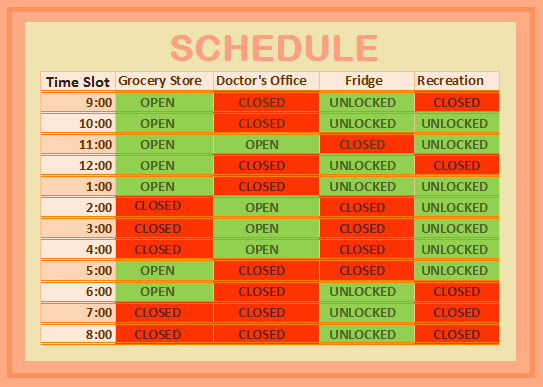 SCHEDULE
Time Slot Grocery Store Doctor's Office Fridge Recreation
9:00 OPEN CLOSED UNLOCKED CLOSED
10:00 OPEN CLOSED UNLOCKED UNLOCKED
11:00 OPEN OPEN CLOSED UNLOCKED
12:00 OPEN CLOSED UNLOCKED CLOSED
1:00 OPEN CLOSED UNLOCKED UNLOCKED
2:00 CLOSED OPEN CLOSED UNLOCKED
3:00 CLOSED OPEN CLOSED UNLOCKED
4:00 CLOSED OPEN CLOSED UNLOCKED
5:00 OPEN CLOSED CLOSED UNLOCKED
6:00 OPEN CLOSED UNLOCKED CLOSED
7:00 CLOSED CLOSED UNLOCKED CLOSED
8:00 CLOSED CLOSED UNLOCKED CLOSED